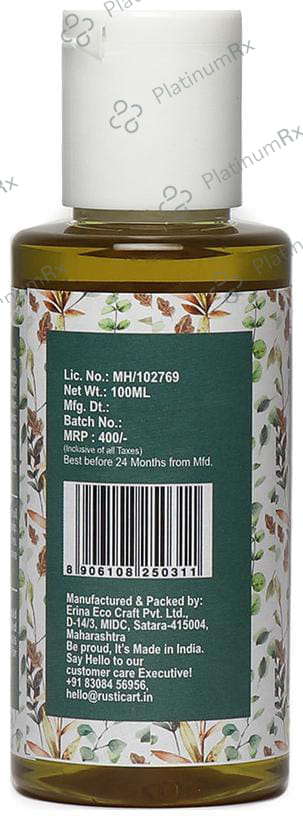 PlatinumRx
PlatinumRx
PlatinumRx
Lic. No.: MH/102769
Net Wt.: 100ML
Mfg. Dt.:
Batch No.:
MRP : 400/-
(Inclusive of all Taxes)
Best before 24 Months from Mfd.
8 906108 250311
Manufactured & Packed by:
Erina Eco Craft Pvt. Ltd.,
D-14/3, MIDC, Satara-415004,
Maharashtra
Be proud, It's Made in India.
Say Hello to our
customer care Executive!
+91 83084 56956,
hello@rusticart.in